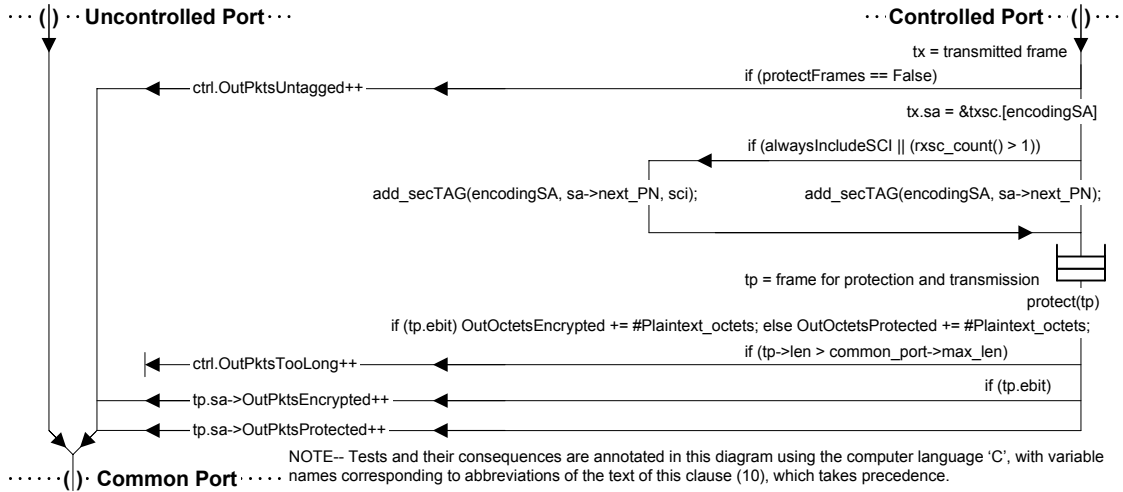 Uncontrolled Port
Controlled Port
tx = transmitted frame
if (protectFrames == False)
ctrl.OutPktsUntagged++
tx.sa = &txsc.[encodingSA]
if (alwaysIncludeSCI || (rxsc_count() > 1))
add_secTAG(encodingSA, sa->next_PN, sci);
add_secTAG(encodingSA, sa->next_PN);
tp = frame for protection and transmission
protect(tp)
if (tp.ebit) OutOctetsEncrypted += #Plaintext_octets; else OutOctetsProtected += #Plaintext_octets;
if (tp->len > common_port->max_len)
ctrl.OutPktsTooLong++
if (tp.ebit)
tp.sa->OutPktsEncrypted++
tp.sa->OutPktsProtected++
NOTE-- Tests and their consequences are annotated in this diagram using the computer language ‘C’, with variable
names corresponding to abbreviations of the text of this clause (10), which takes precedence.
Common Port